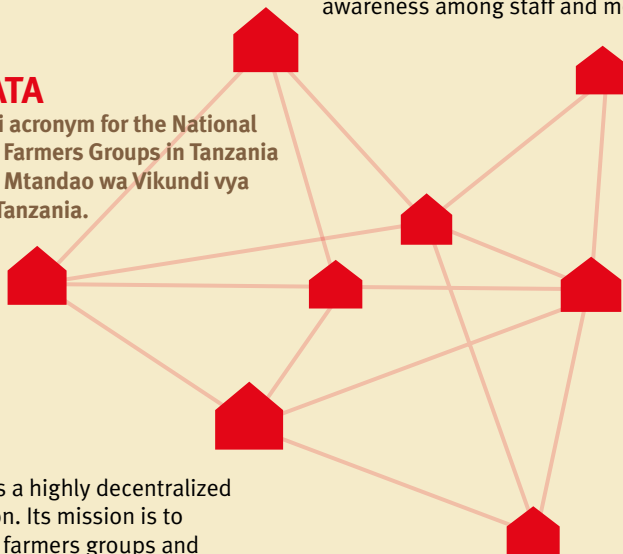 awareness among staff and m
ATA
i acronym for the National
Farmers Groups in Tanzania
Mtandao wa Vikundi vya
Tanzania.
s a highly decentralized
on. Its mission is to
farmers groups and